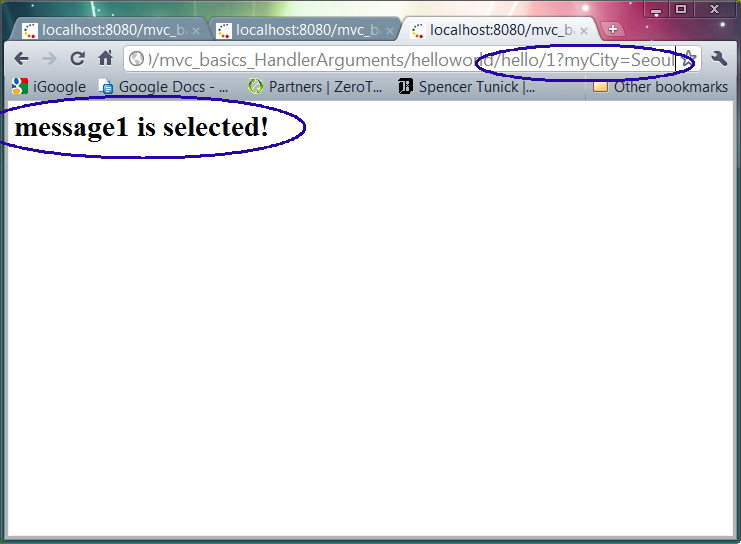 localhost:8080/mvc_b localhost:8080/mvc_b localhost:8080/mvc_b
)/mvc_basics_HandlerArguments/helloworld/hello/1?myCity=Seoul
iGoogle Google Docs - ... Partners | ZeroT... Spencer Tunick |... Other bookmarks
message1 is selected!